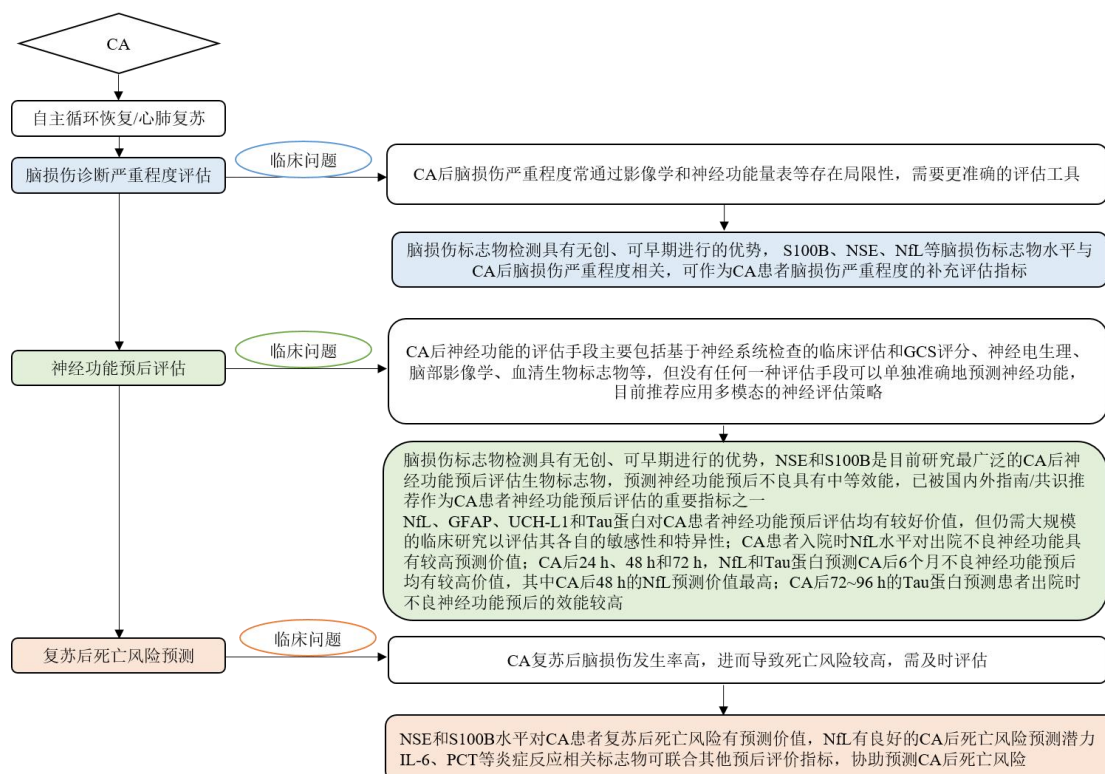 CA
自主循环恢复/心肺复苏
脑损伤诊断严重程度评估
临床问题
CA后脑损伤严重程度常通过影像学和神经功能量表等存在局限性，需要更准确的评估工具
脑损伤标志物检测具有无创、可早期进行的优势， S100B、NSE、NfL等脑损伤标志物水平与
CA后脑损伤严重程度相关，可作为CA患者脑损伤严重程度的补充评估指标
神经功能预后评估
临床问题
CA后神经功能的评估手段主要包括基于神经系统检查的临床评估和GCS评分、神经电生理、
脑部影像学、血清生物标志物等，但没有任何一种评估手段可以单独准确地预测神经功能，
目前推荐应用多模态的神经评估策略
脑损伤标志物检测具有无创、可早期进行的优势，NSE和S100B是目前研究最广泛的CA后神
经功能预后评估生物标志物，预测神经功能预后不良具有中等效能，已被国内外指南/共识推
荐作为CA患者神经功能预后评估的重要指标之一
NfL、GFAP、UCH-L1和Tau蛋白对CA患者神经功能预后评估均有较好价值，但仍需大规模
的临床研究以评估其各自的敏感性和特异性；CA患者入院时NfL水平对出院不良神经功能具
有较高预测价值；CA后24 h、48 h和72 h，NfL和Tau蛋白预测CA后6个月不良神经功能预后
均有较高价值，其中CA后48 h的NfL预测价值最高；CA后72~96 h的Tau蛋白预测患者出院时
不良神经功能预后的效能较高
复苏后死亡风险预测
临床问题
CA复苏后脑损伤发生率高，进而导致死亡风险较高，需及时评估
NSE和S100B水平对CA患者复苏后死亡风险有预测价值，NfL有良好的CA后死亡风险预测潜力
IL-6、PCT等炎症反应相关标志物可联合其他预后评价指标，协助预测CA后死亡风险